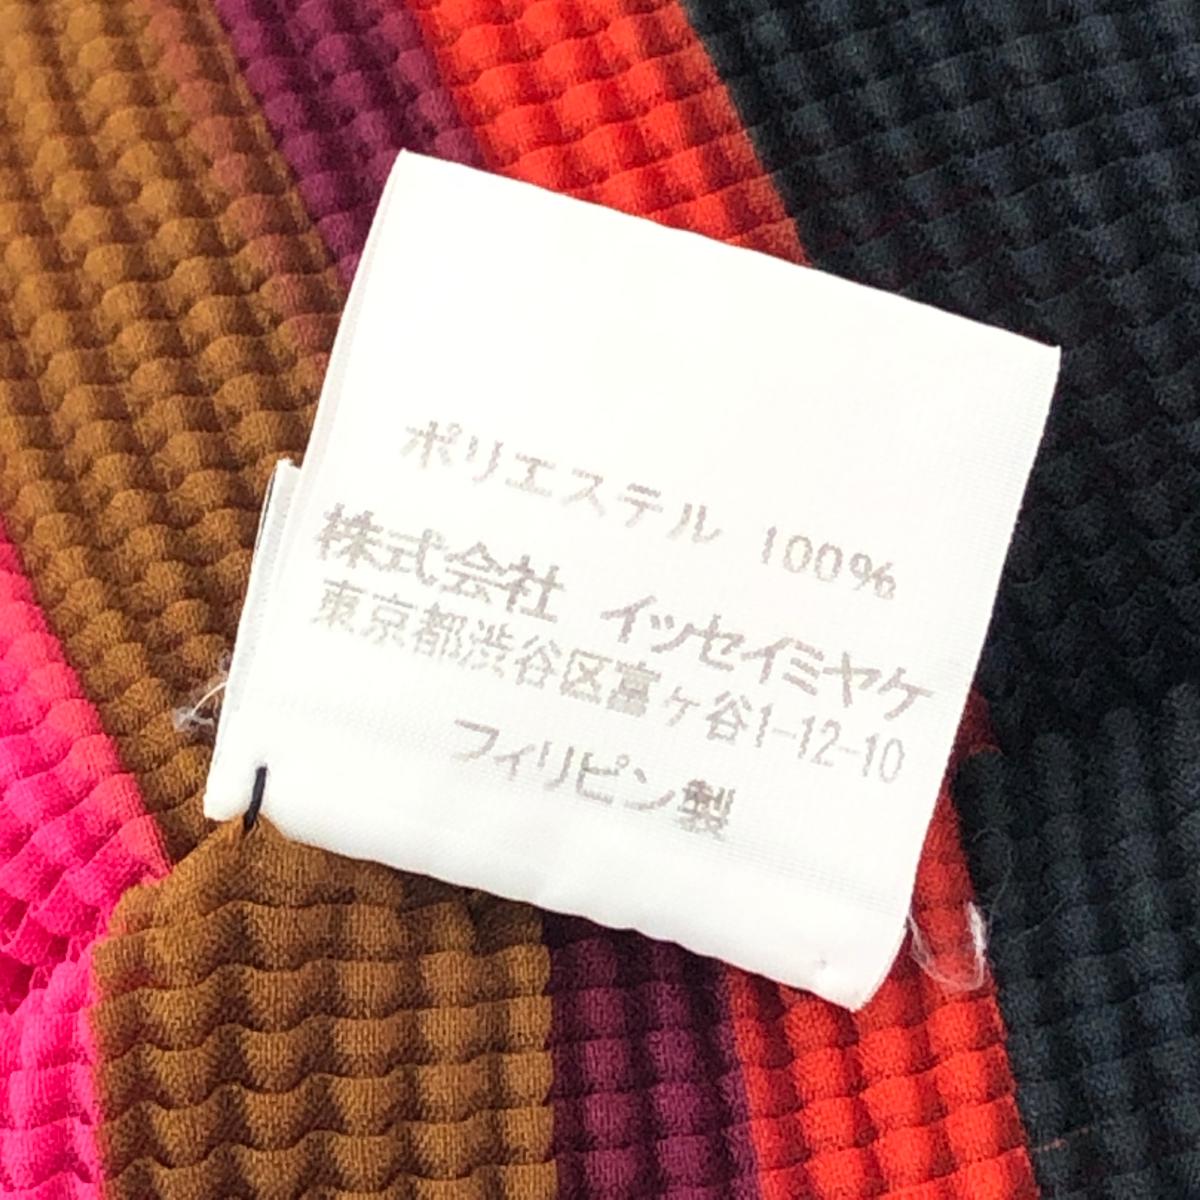 ポリエステル 100%
株式会社 イッセイミヤケ
東京都渋谷区富ヶ谷1-12-10
フィリピン製